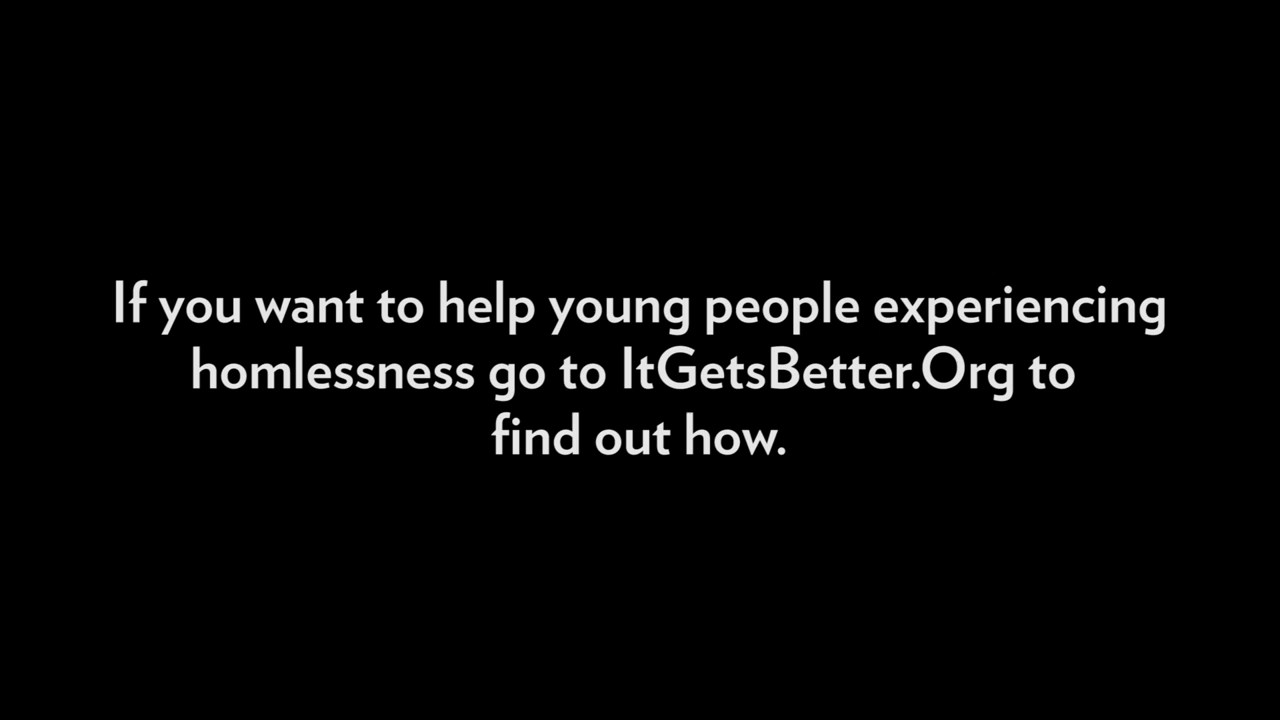 If you want to help young people experiencing
homlessness go to ItGetsBetter.Org to
find out how.